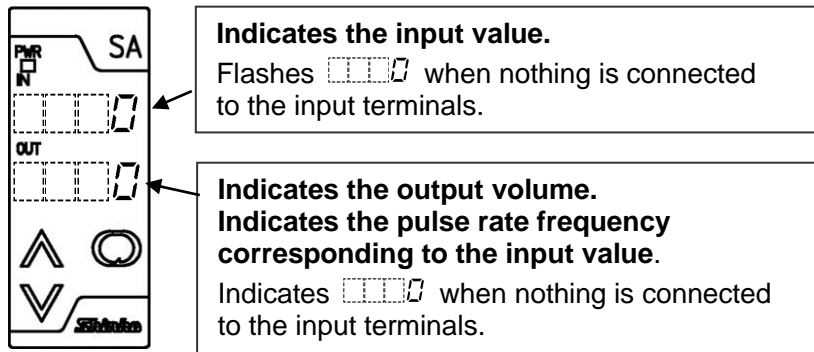 SA
PWR
IN
0
OUT
0
Shinko
Indicates the input value.
Flashes 0 when nothing is connected
to the input terminals.
Indicates the output volume.
Indicates the pulse rate frequency
corresponding to the input value.
Indicates 0 when nothing is connected
to the input terminals.